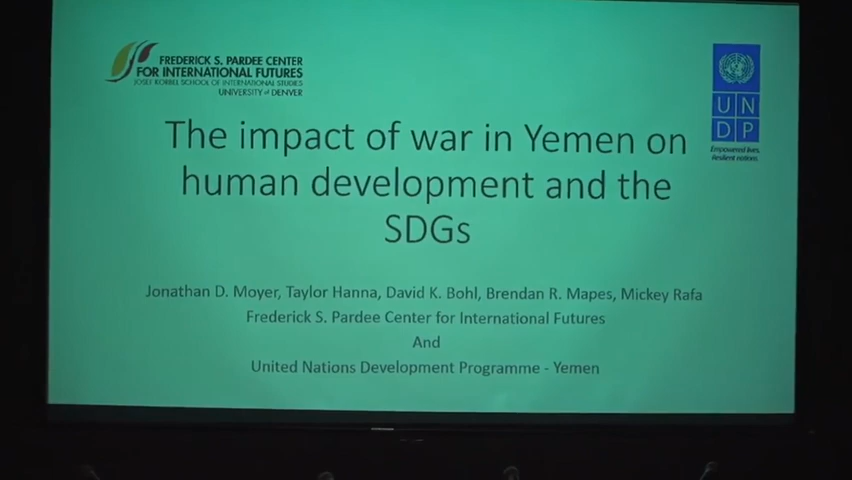 FREDERICK S. PARDEE CENTER
FOR INTERNATIONAL FUTURES
JOSEF KORBEL SCHOOL OF INTERNATIONAL STUDIES
UNIVERSITY of DENVER
U N
D P
Empowered lives.
Resilient nations.
The impact of war in Yemen on
human development and the
SDGs
Jonathan D. Moyer, Taylor Hanna, David K. Bohl, Brendan R. Mapes, Mickey Rafa
Frederick S. Pardee Center for International Futures
And
United Nations Development Programme - Yemen